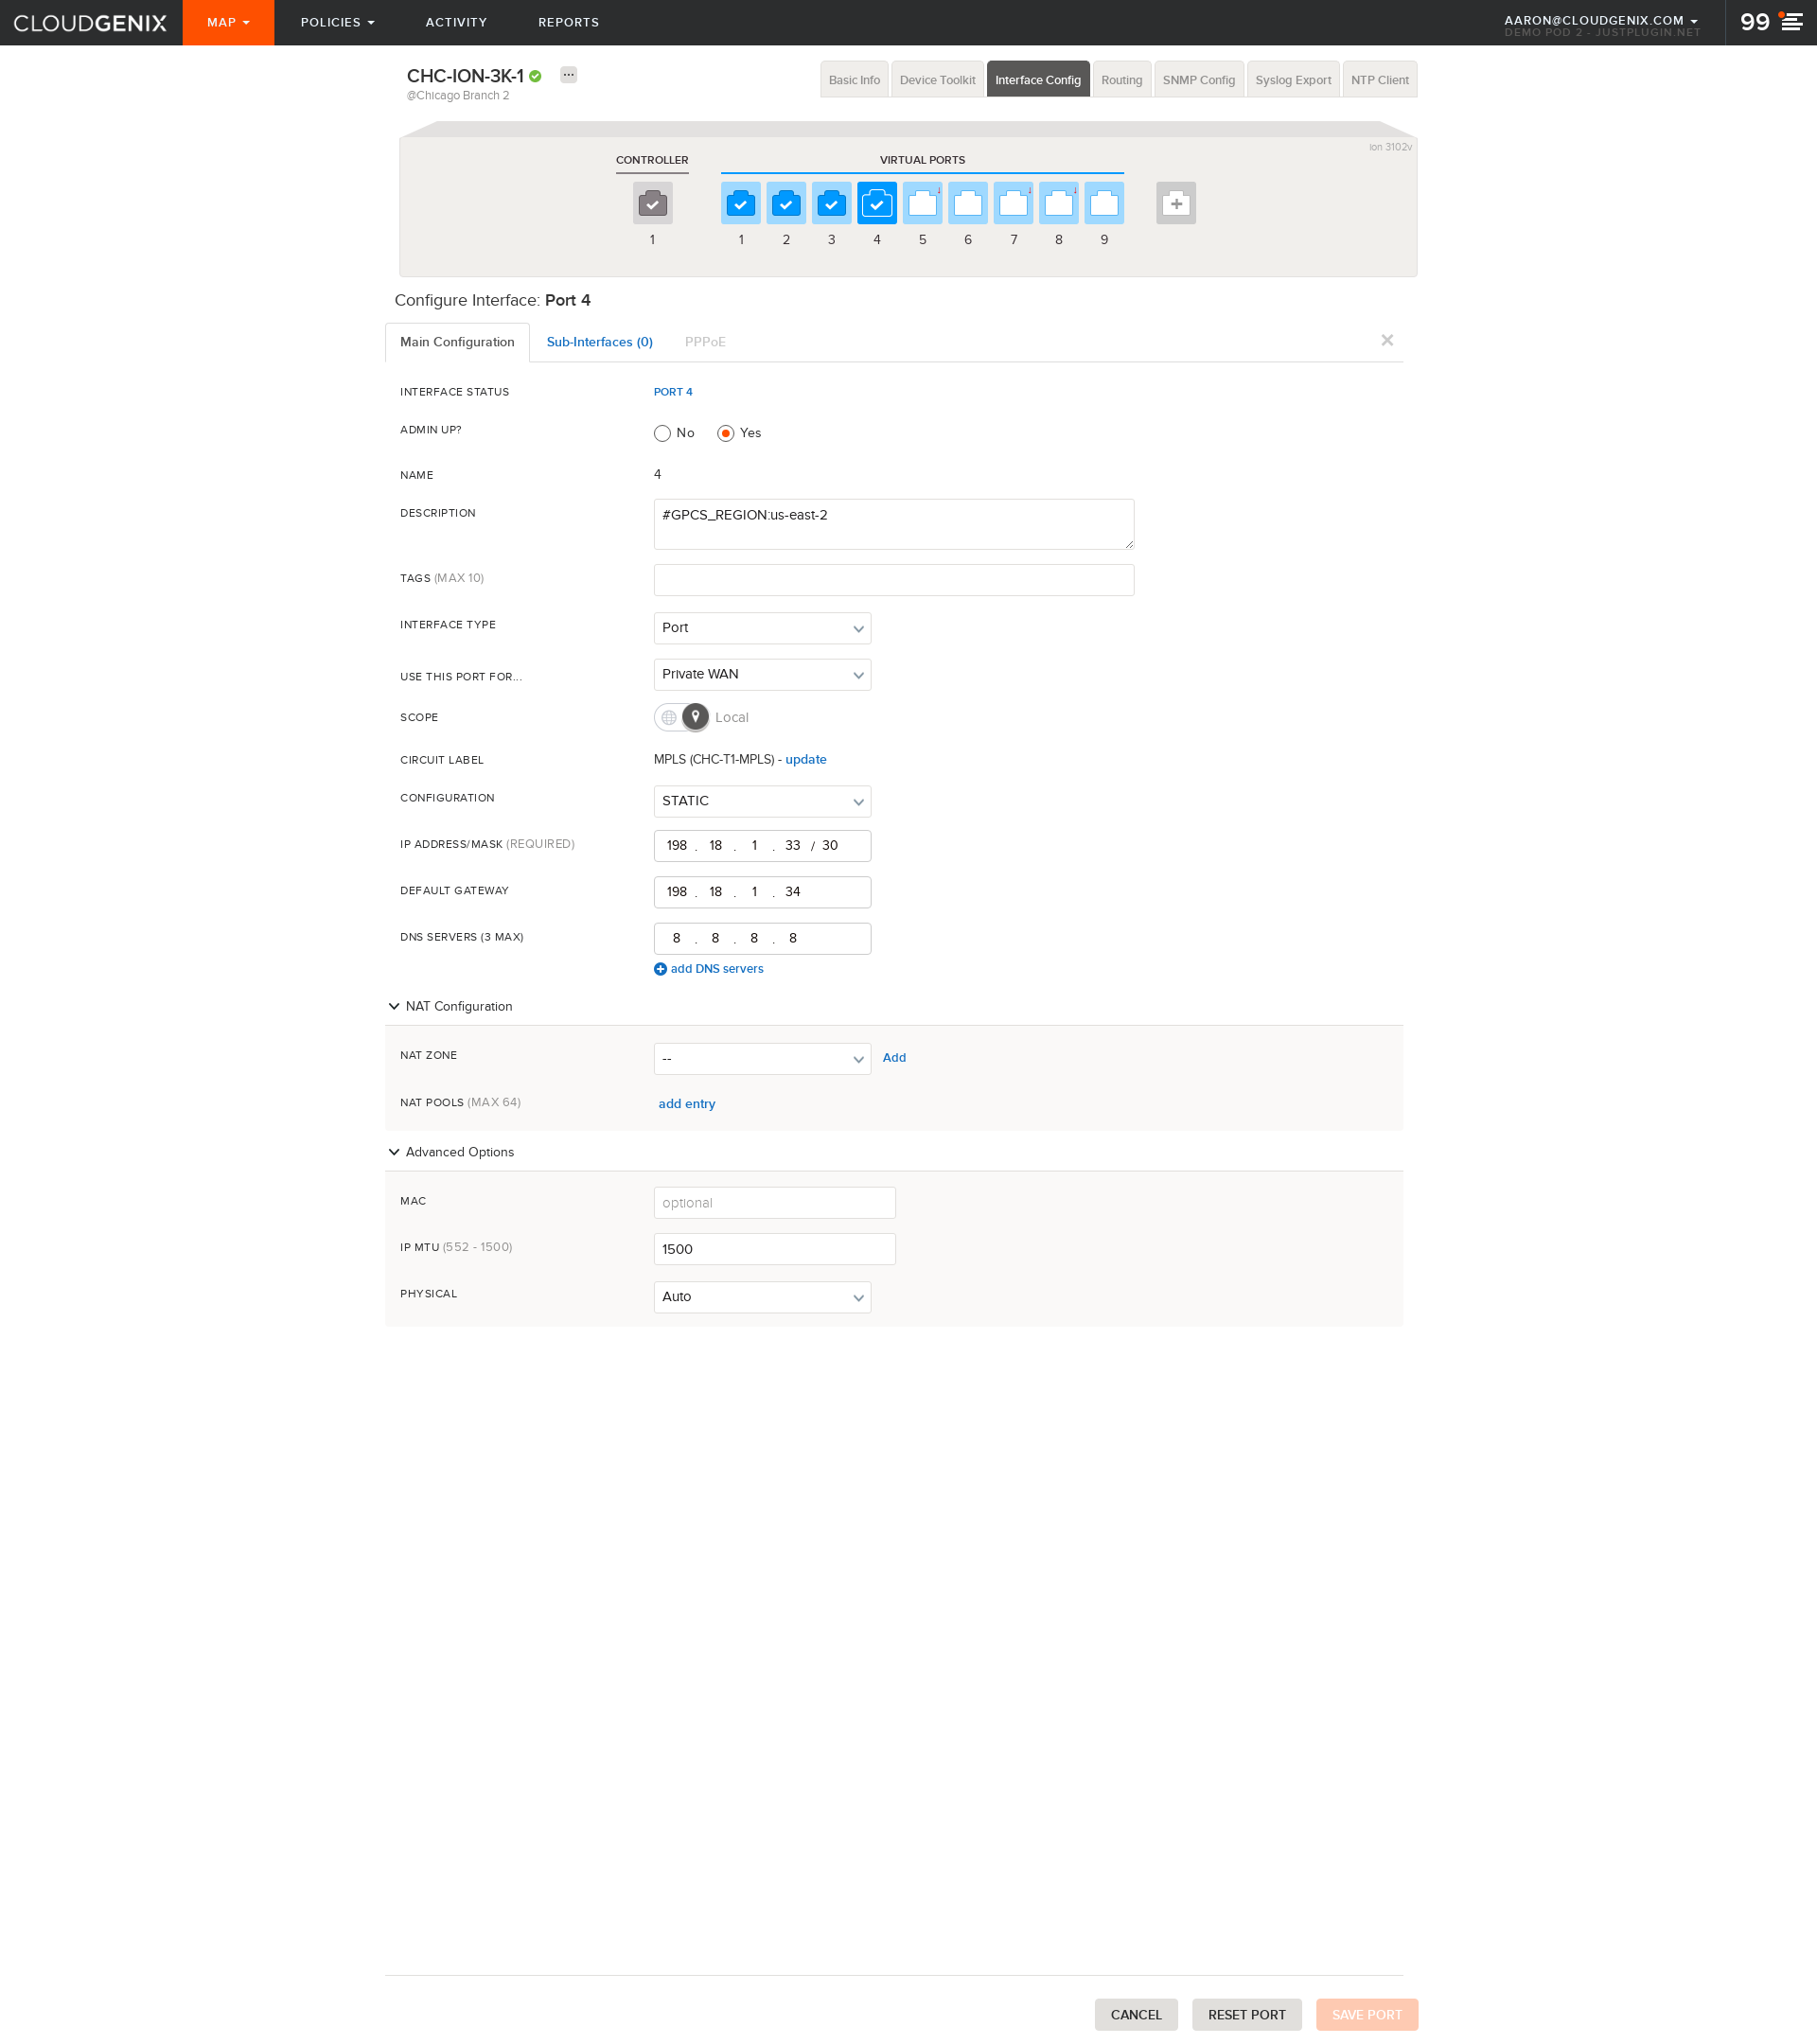 CLOUDGENIX MAP POLICIES ACTIVITY REPORTS AARON@CLOUDGENIX.COM 99
DEMO POD 2 - JUSTPLUGIN.NET
CHC-ION-3K-1 Basic Info Device Toolkit Interface Config Routing SNMP Config Syslog Export NTP Client
@Chicago Branch 2
ion 3102v
CONTROLLER VIRTUAL PORTS
1 1 2 3 4 5 6 7 8 9
Configure Interface: Port 4
Main Configuration Sub-Interfaces (0) PPPoE
INTERFACE STATUS PORT 4
ADMIN UP? No Yes
NAME 4
DESCRIPTION #GPCS_REGION:us-east-2
TAGS (MAX 10)
INTERFACE TYPE Port
USE THIS PORT FOR... Private WAN
SCOPE Local
CIRCUIT LABEL MPLS (CHC-T1-MPLS) - update
CONFIGURATION STATIC
IP ADDRESS/MASK (REQUIRED) 198 . 18 . 1 . 33 / 30
DEFAULT GATEWAY 198 . 18 . 1 . 34
DNS SERVERS (3 MAX) 8 . 8 . 8 . 8
add DNS servers
NAT Configuration
NAT ZONE -- Add
NAT POOLS (MAX 64) add entry
Advanced Options
MAC optional
IP MTU (552 - 1500) 1500
PHYSICAL Auto
CANCEL RESET PORT SAVE PORT